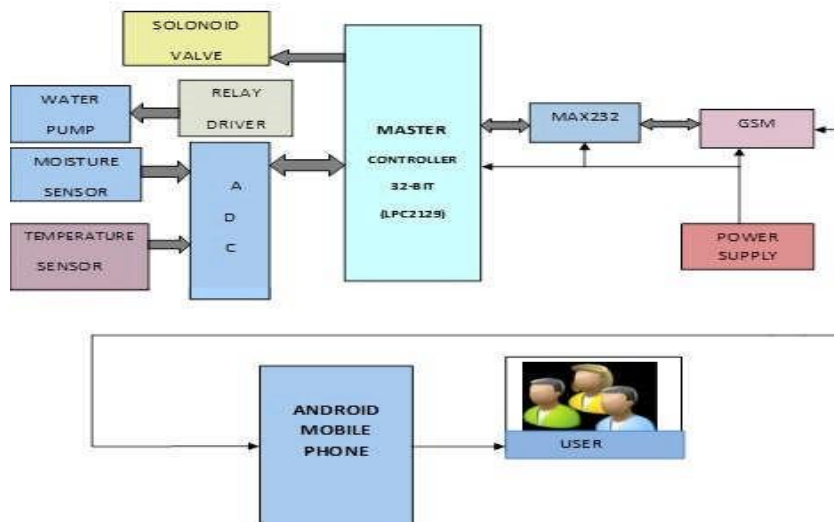 SOLONOID
VALVE
WATER
PUMP
RELAY
DRIVER
MOISTURE
SENSOR
TEMPERATURE
SENSOR
A
D
C
MASTER
CONTROLLER
32-BIT
(LPC2129)
MAX232
GSM
POWER
SUPPLY
ANDROID
MOBILE
PHONE
USER